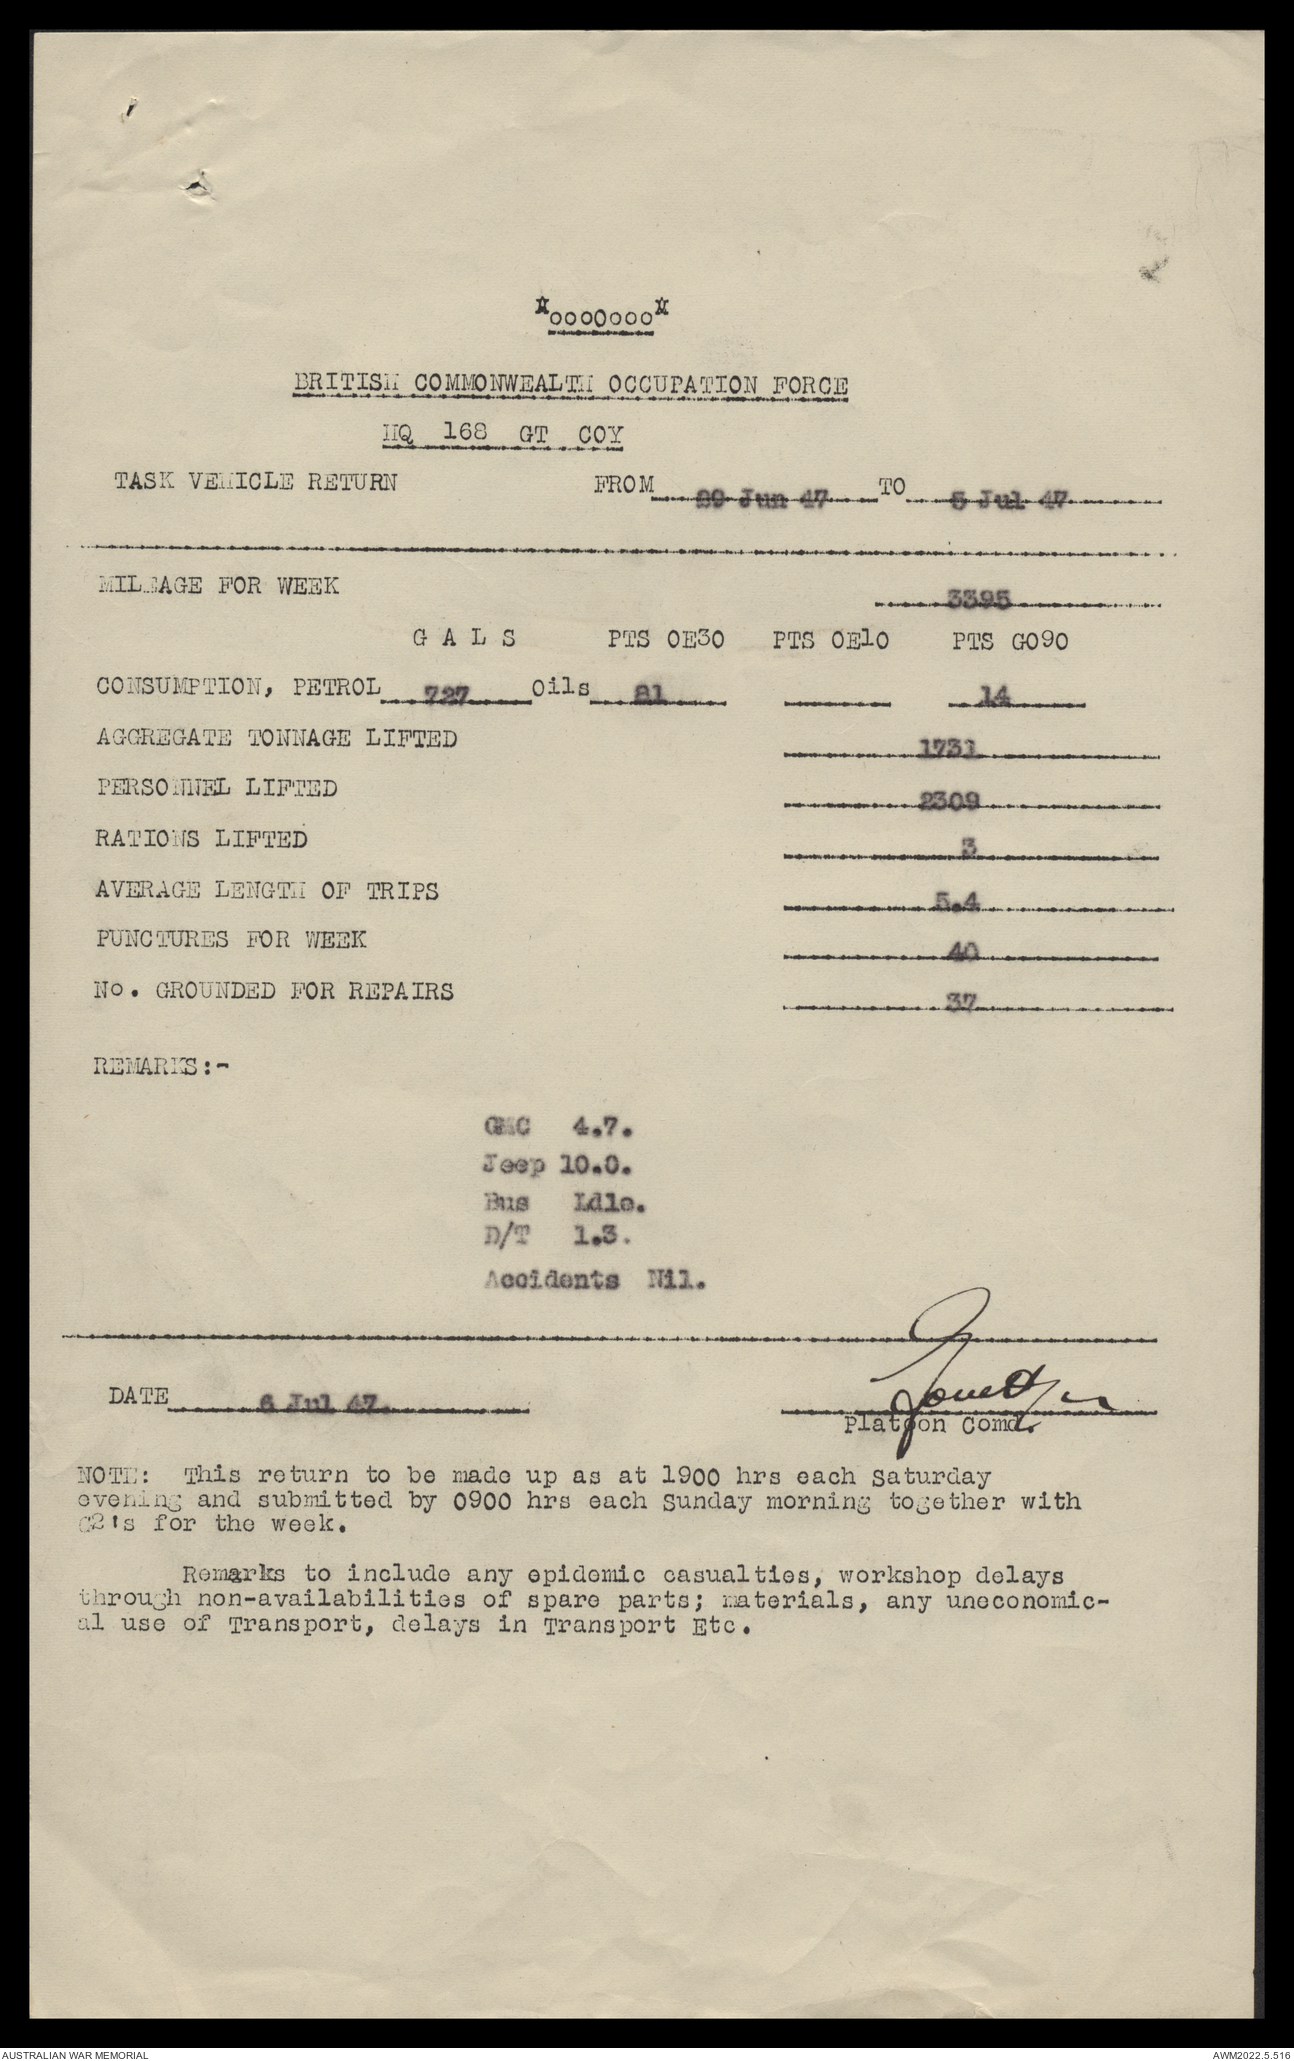 *ooo0ooo*
BRITISH COMMONWEALTH OCCUPATION FORCE
HQ 168 GT COY
TASK VEHICLE RETURN FROM 29 Jun 47 TO 5 Jul 47
MILEAGE FOR WEEK 3395
G A L S PTS OE30 PTS OE10 PTS GO90
CONSUMPTION, PETROL 727 Oils 81 14
AGGREGATE TONNAGE LIFTED 1731
PERSONNEL LIFTED 2309
RATIONS LIFTED 3
AVERAGE LENGTH OF TRIPS 5.4
PUNCTURES FOR WEEK 40
No. GROUNDED FOR REPAIRS 37
REMARKS:-
GMC 4.7.
Jeep 10.0.
Bus Idle.
D/T 1.3.
Accidents Nil.
DATE 6 Jul 47.
Platoon Comd.
NOTE: This return to be made up as at 1900 hrs each Saturday
evening and submitted by 0900 hrs each Sunday morning together with
G2's for the week.
Remarks to include any epidemic casualties, workshop delays
through non-availabilities of spare parts; materials, any uneconomic-
al use of Transport, delays in Transport Etc.
AUSTRALIAN WAR MEMORIAL AWM2022.5.516